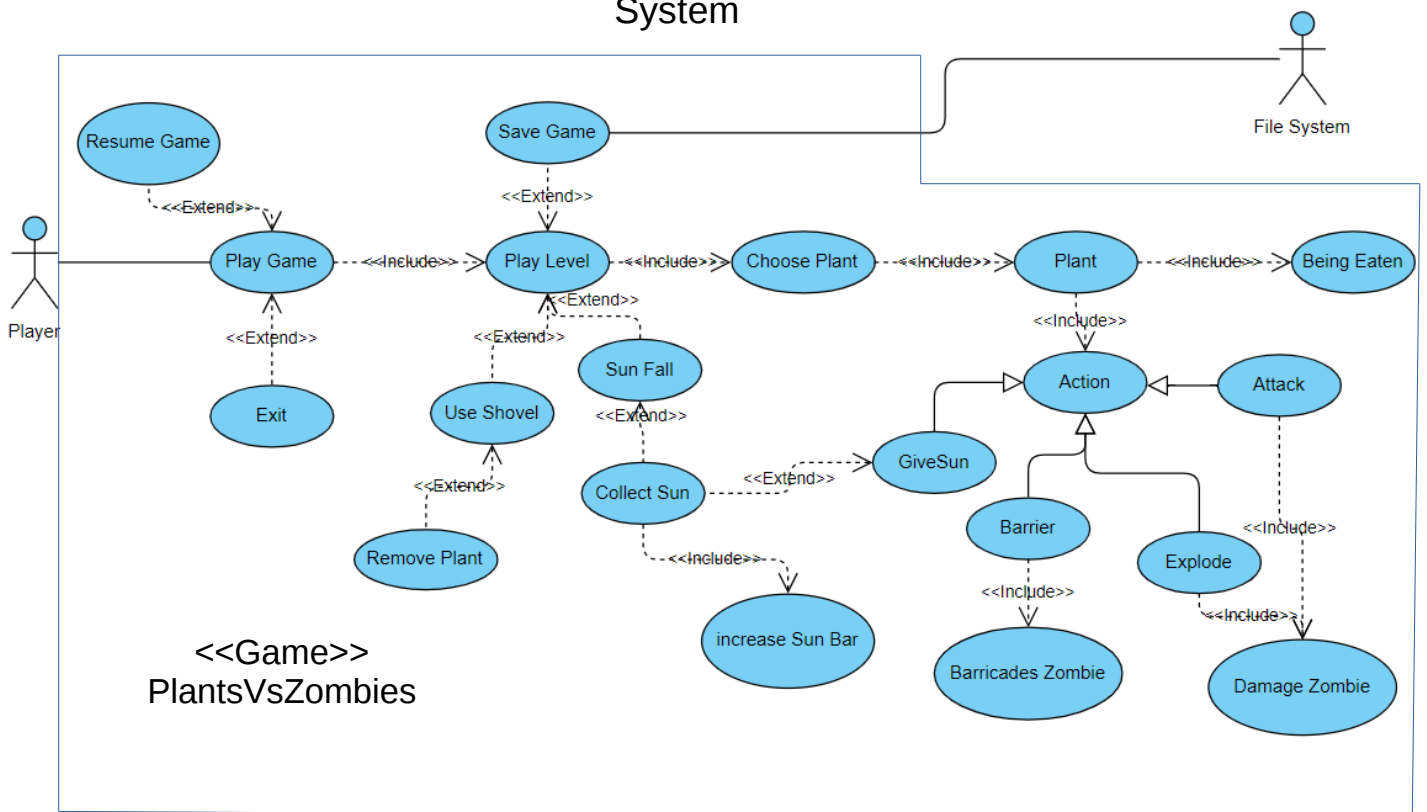 System
File System
Resume Game
Save Game
<<Extend>>
<<Extend>>
Player
Play Game
<<Include>>
Play Level
<<Include>>
Choose Plant
<<Include>>
Plant
<<Include>>
Being Eaten
<<Extend>>
<<Extend>>
<<Extend>>
<<Include>>
Exit
Use Shovel
Sun Fall
Action
Attack
<<Extend>>
<<Extend>>
Collect Sun
<<Extend>>
GiveSun
Remove Plant
Barrier
Explode
<<Include>>
<<Include>>
<<Include>>
<<Include>>
increase Sun Bar
Barricades Zombie
Damage Zombie
<<Game>>
PlantsVsZombies